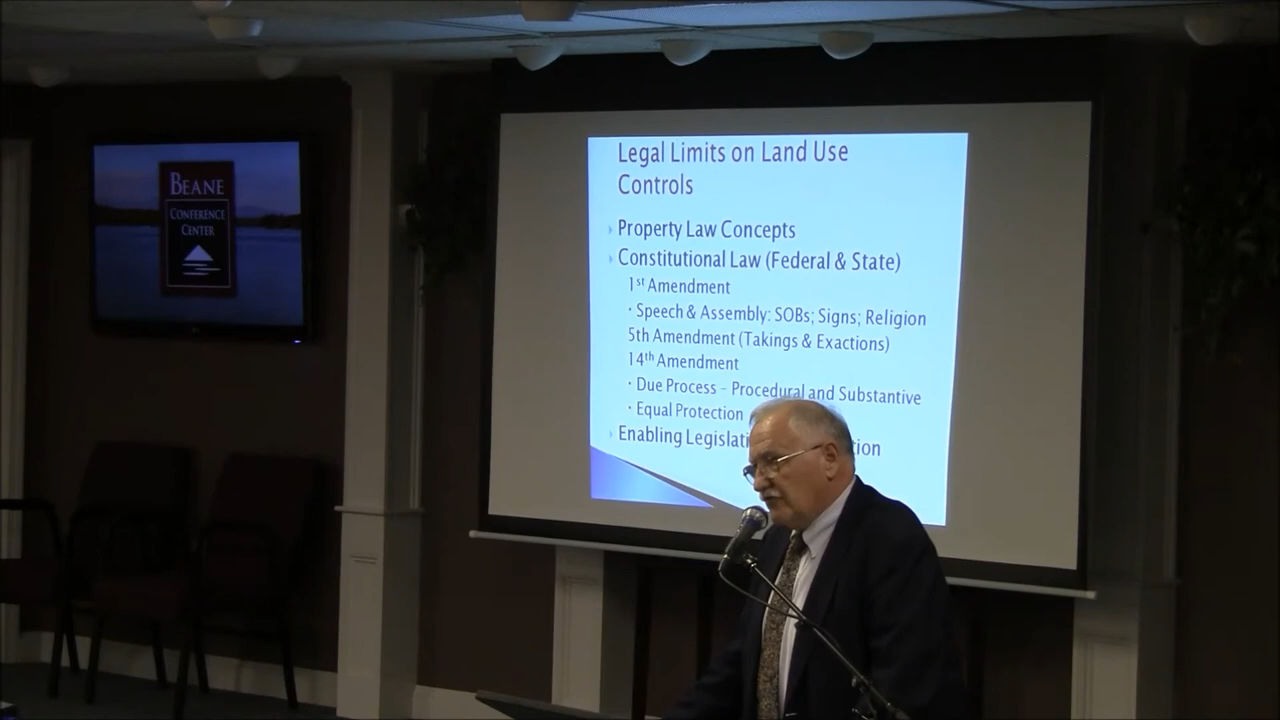 BEANE
CONFERENCE
CENTER
Legal Limits on Land Use
Controls
Property Law Concepts
Constitutional Law (Federal & State)
1st Amendment
· Speech & Assembly: SOBs; Signs; Religion
5th Amendment (Takings & Exactions)
14th Amendment
· Due Process – Procedural and Substantive
· Equal Protection
Enabling